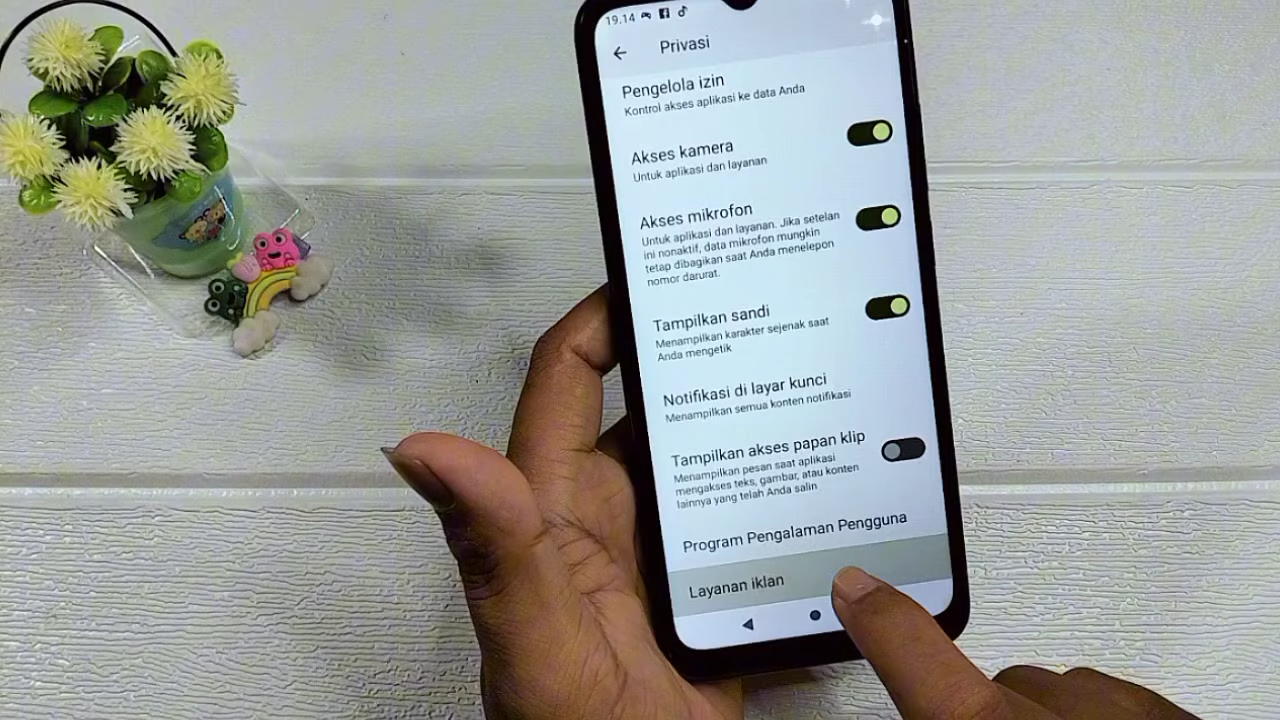 19.14
Privasi
Pengelola izin
Kontrol akses aplikasi ke data Anda
Akses kamera
Untuk aplikasi dan layanan
Akses mikrofon
Untuk aplikasi dan layanan. Jika setelan
ini nonaktif, data mikrofon mungkin
tetap dibagikan saat Anda menelepon
nomor darurat.
Tampilkan sandi
Menampilkan karakter sejenak saat
Anda mengetik
Notifikasi di layar kunci
Menampilkan semua konten notifikasi
Tampilkan akses papan klip
Menampilkan pesan saat aplikasi
mengakses teks, gambar, atau konten
lainnya yang telah Anda salin
Program Pengalaman Pengguna
Layanan iklan